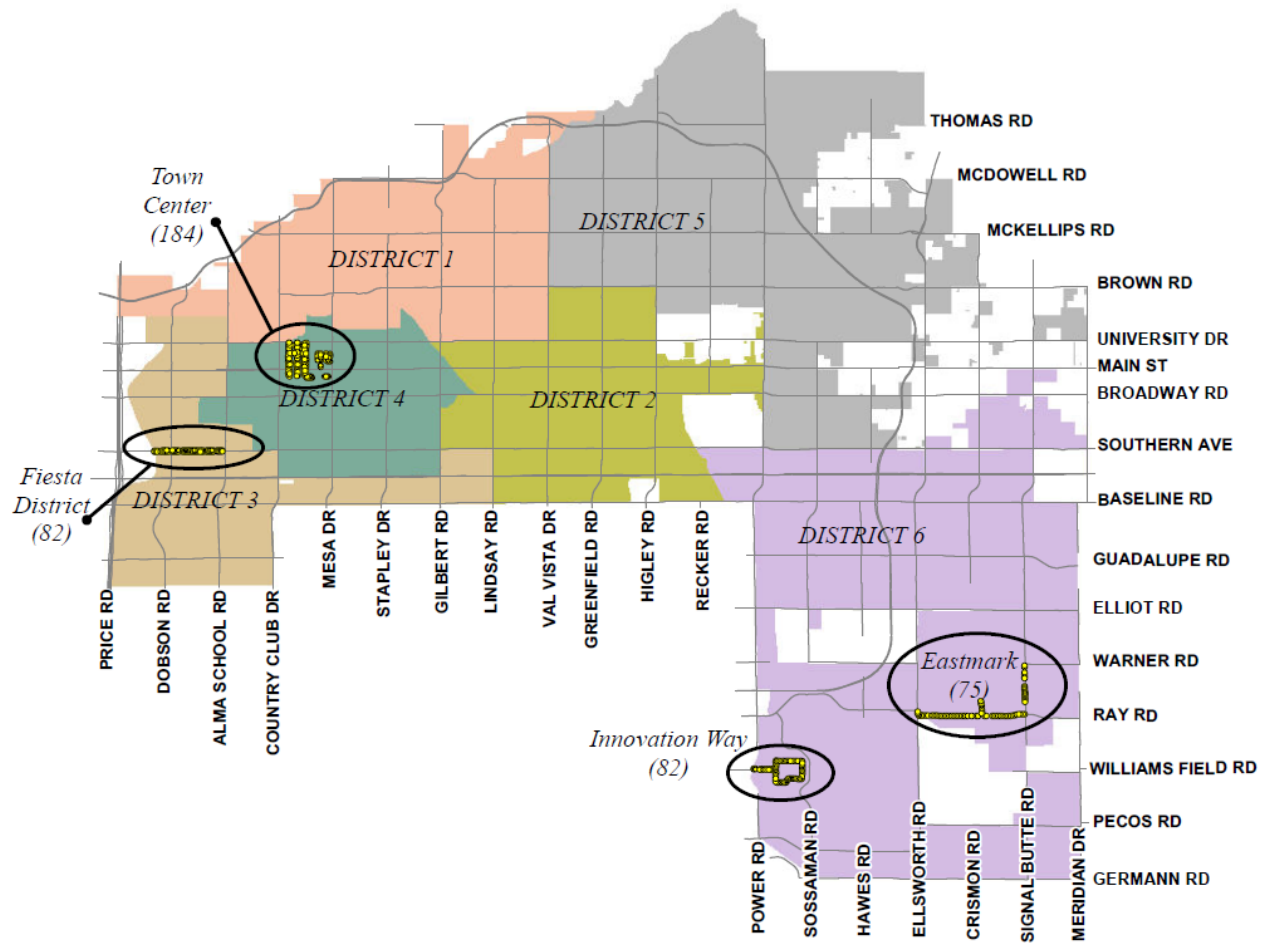 THOMAS RD
Town
Center
(184)
MCDOWELL RD
DISTRICT 5
MCKELLIPS RD
DISTRICT 1
BROWN RD
UNIVERSITY DR
MAIN ST
BROADWAY RD
DISTRICT 4
DISTRICT 2
SOUTHERN AVE
Fiesta
District
(82)
DISTRICT 3
BASELINE RD
DISTRICT 6
GUADALUPE RD
ELLIOT RD
PRICE RD
DOBSON RD
ALMA SCHOOL RD
COUNTRY CLUB DR
MESA DR
STAPLEY DR
GILBERT RD
LINDSAY RD
VAL VISTA DR
GREENFIELD RD
HIGLEY RD
RECKER RD
WARNER RD
Eastmark
(75)
RAY RD
Innovation Way
(82)
WILLIAMS FIELD RD
PECOS RD
GERMANN RD
POWER RD
SOSSAMAN RD
HAWES RD
ELLSWORTH RD
CRISMON RD
SIGNAL BUTTE RD
MERIDIAN DR